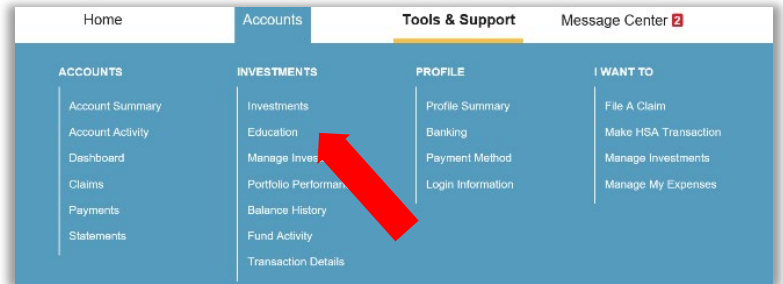 Home Accounts Tools & Support Message Center 2
ACCOUNTS
Account Summary
Account Activity
Dashboard
Claims
Payments
Statements
INVESTMENTS
Investments
Education
Manage
Portfolio
Balance History
Fund Activity
Transaction Details
PROFILE
Profile Summary
Banking
Payment Method
Login Information
I WANT TO
File A Claim
Make HSA Transaction
Manage Investments
Manage My Expenses